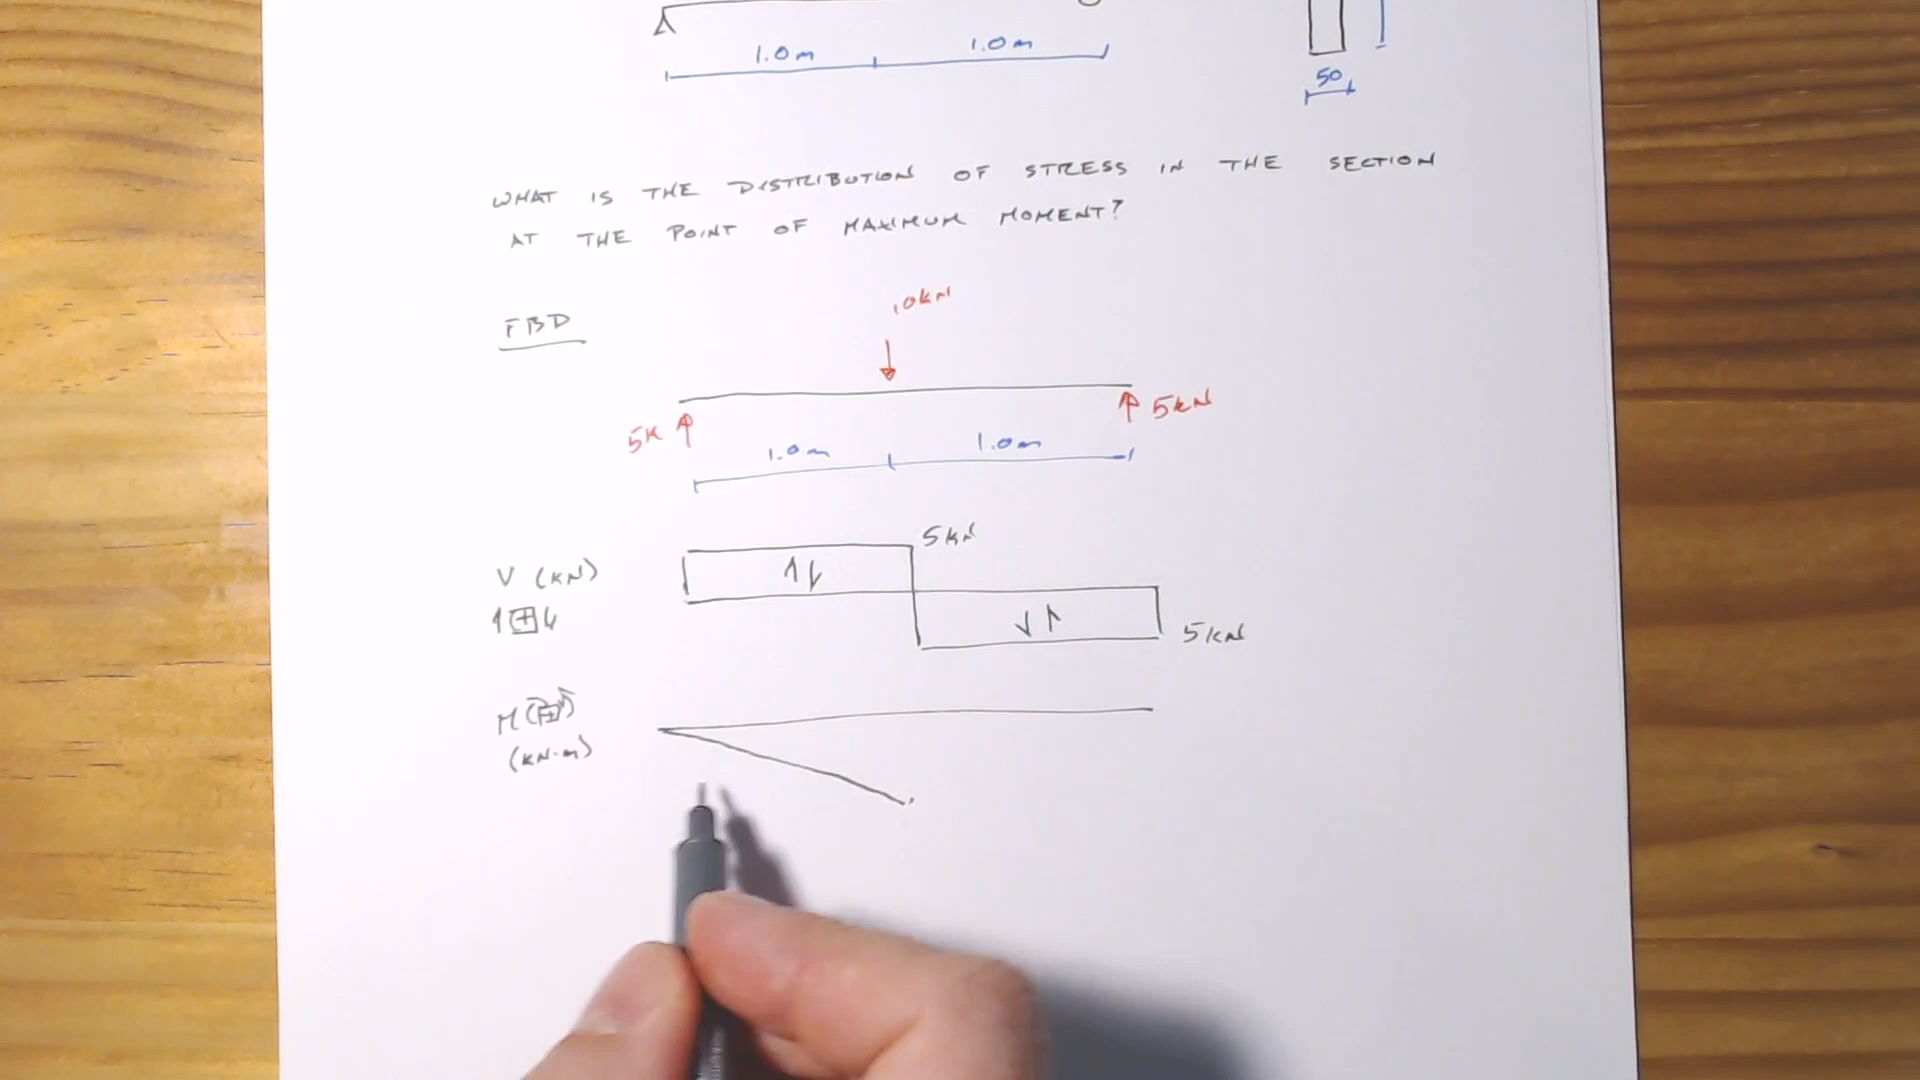 1.0m 1.0m
50
WHAT IS THE DISTRIBUTION OF STRESS IN THE SECTION
AT THE POINT OF MAXIMUM MOMENT?
FBD
10kN
5k 5kN
1.0m 1.0m
5kN
V (kN)
+
5kN
M (+)
(kN·m)